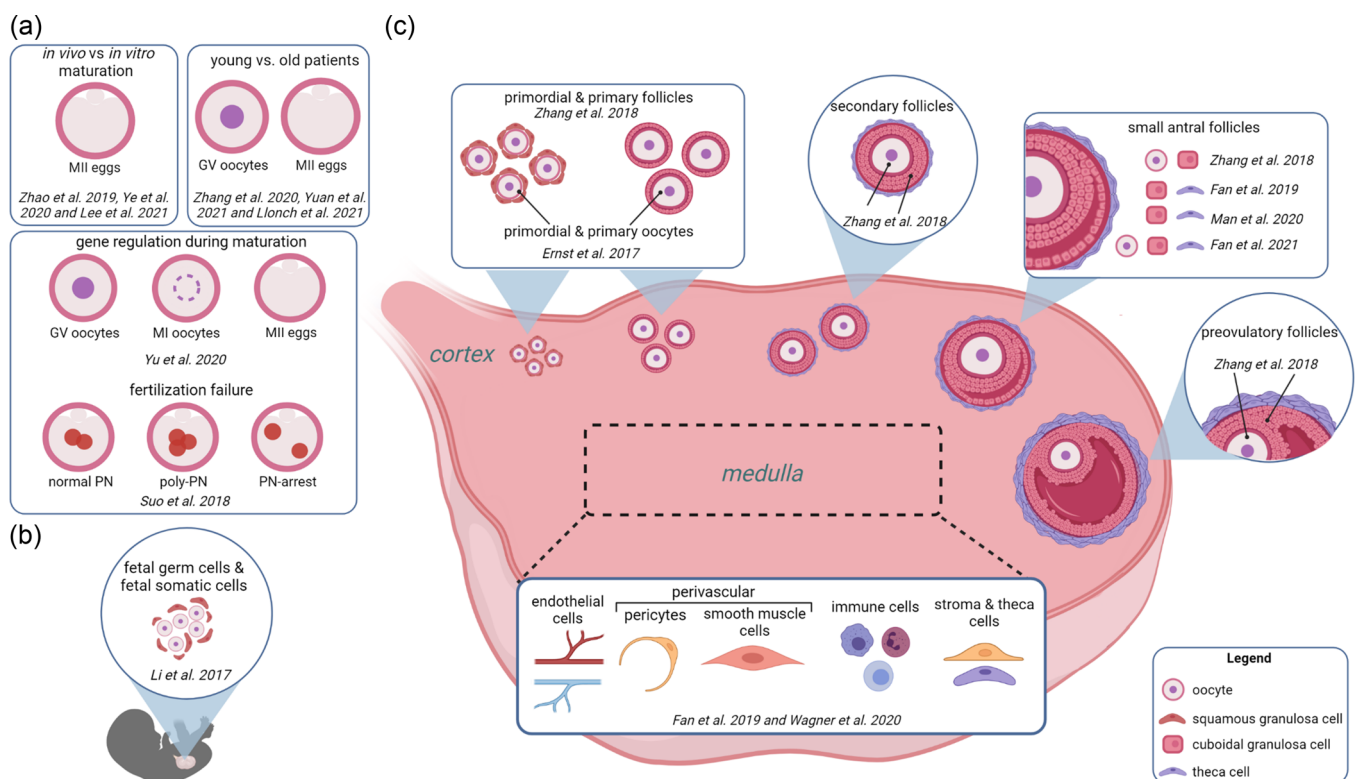 (a)
in vivo vs in vitro
maturation
MII eggs
Zhao et al. 2019, Ye et al.
2020 and Lee et al. 2021
young vs. old patients
GV oocytes
MII eggs
Zhang et al. 2020, Yuan et al.
2021 and Llonch et al. 2021
gene regulation during maturation
GV oocytes
MI oocytes
MII eggs
Yu et al. 2020
fertilization failure
normal PN
poly-PN
PN-arrest
Suo et al. 2018
(b)
fetal germ cells &
fetal somatic cells
Li et al. 2017
(c)
primordial & primary follicles
Zhang et al. 2018
primordial & primary oocytes
Ernst et al. 2017
secondary follicles
Zhang et al. 2018
small antral follicles
Zhang et al. 2018
Fan et al. 2019
Man et al. 2020
Fan et al. 2021
preovulatory follicles
Zhang et al. 2018
cortex
medulla
endothelial
cells
perivascular
pericytes
smooth muscle
cells
immune cells
stroma & theca
cells
Fan et al. 2019 and Wagner et al. 2020
Legend
oocyte
squamous granulosa cell
cuboidal granulosa cell
theca cell